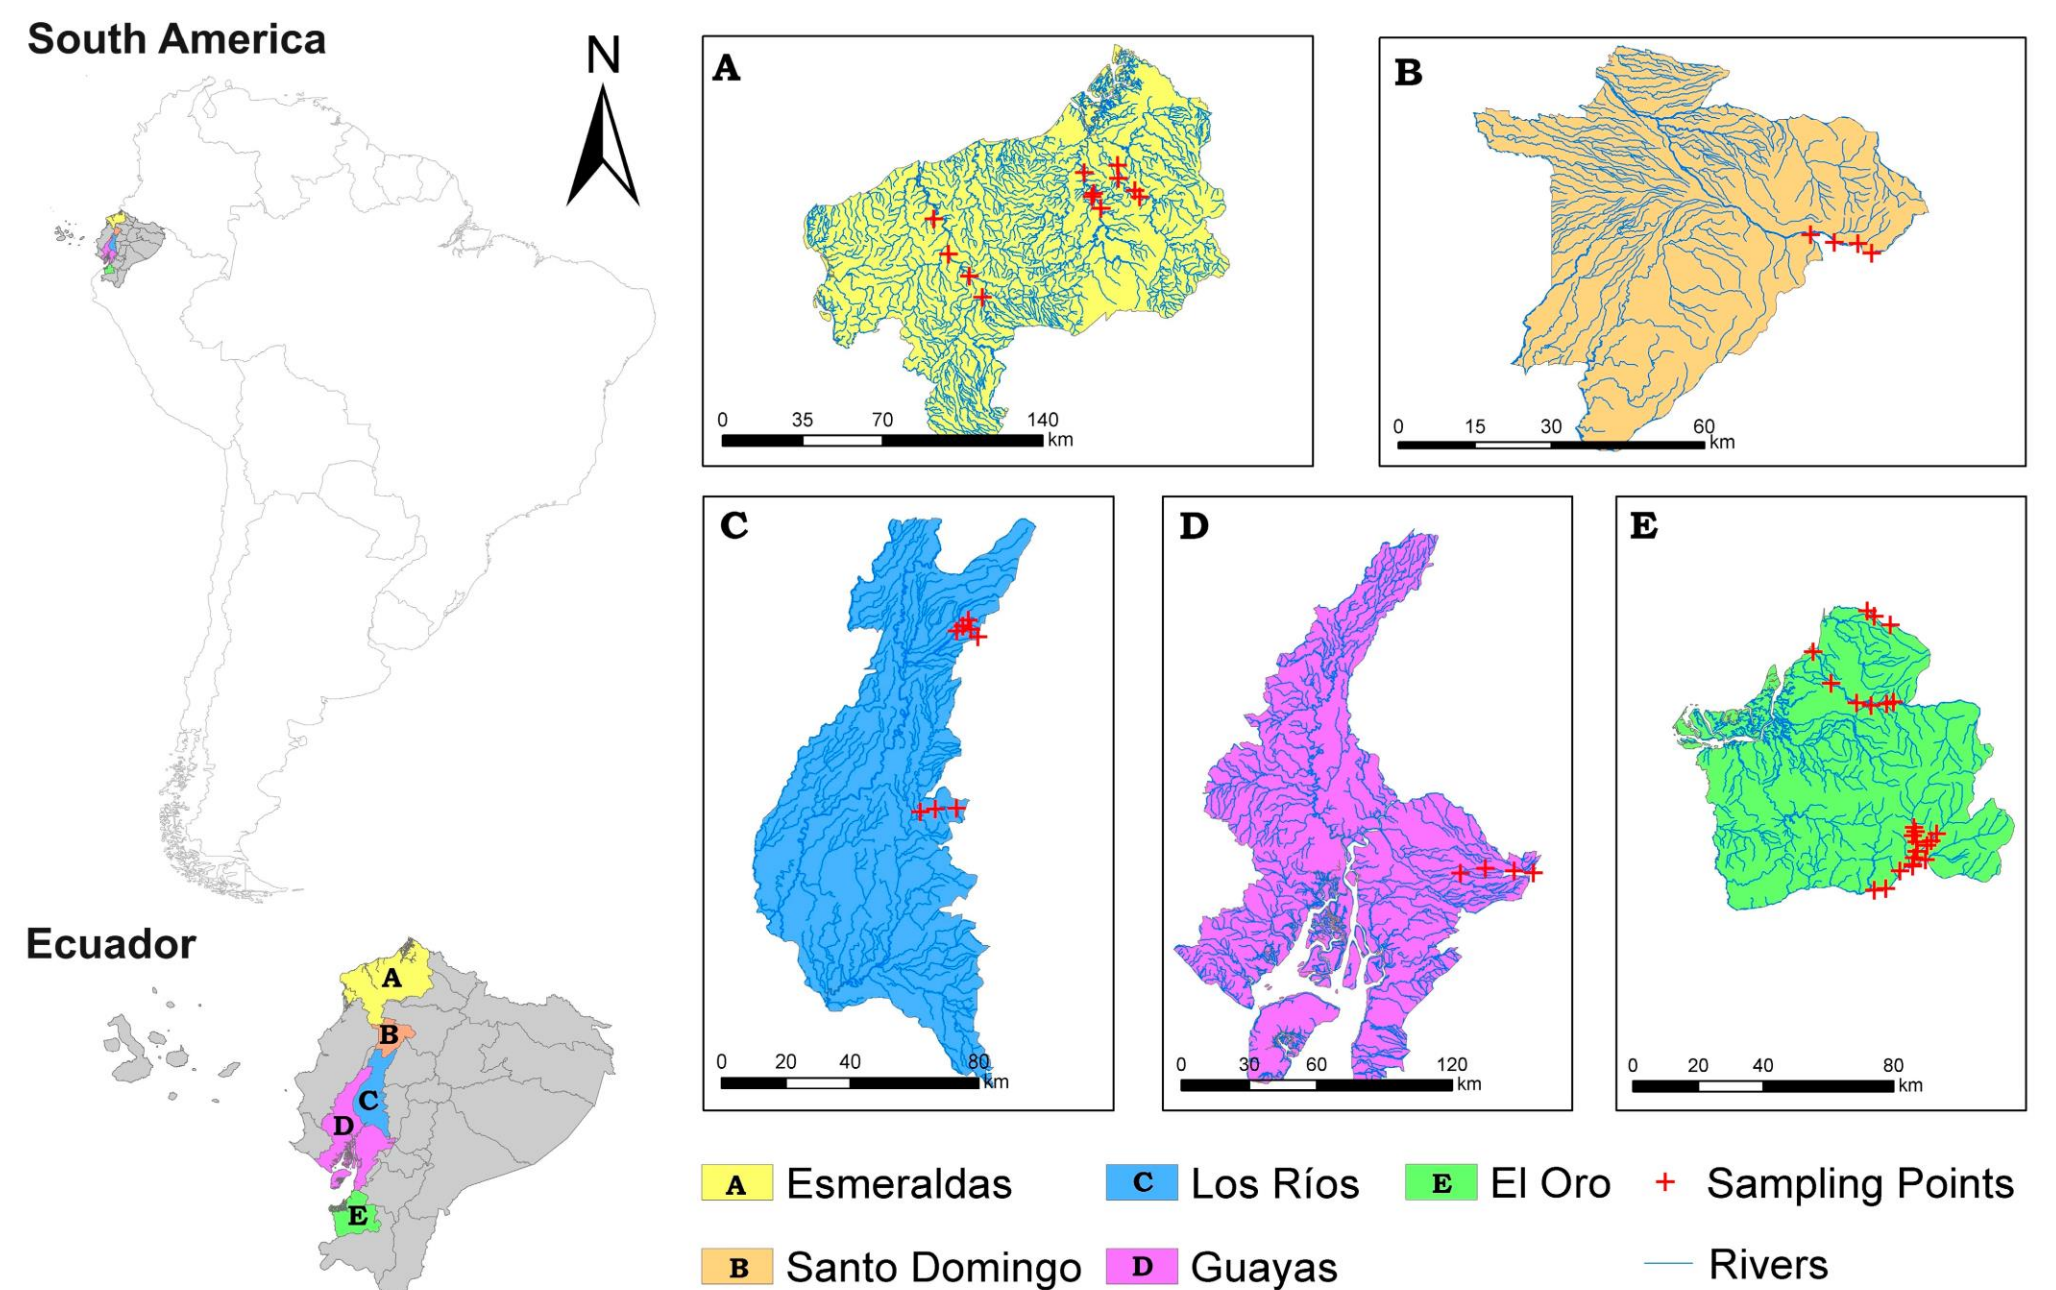 South America
N
A
0 35 70 140
km
B
0 15 30 60
km
C
0 20 40 80
km
D
0 30 60 120
km
E
0 20 40 80
km
Ecuador
A
B
C
D
E
A Esmeraldas C Los Ríos E El Oro + Sampling Points
B Santo Domingo D Guayas Rivers